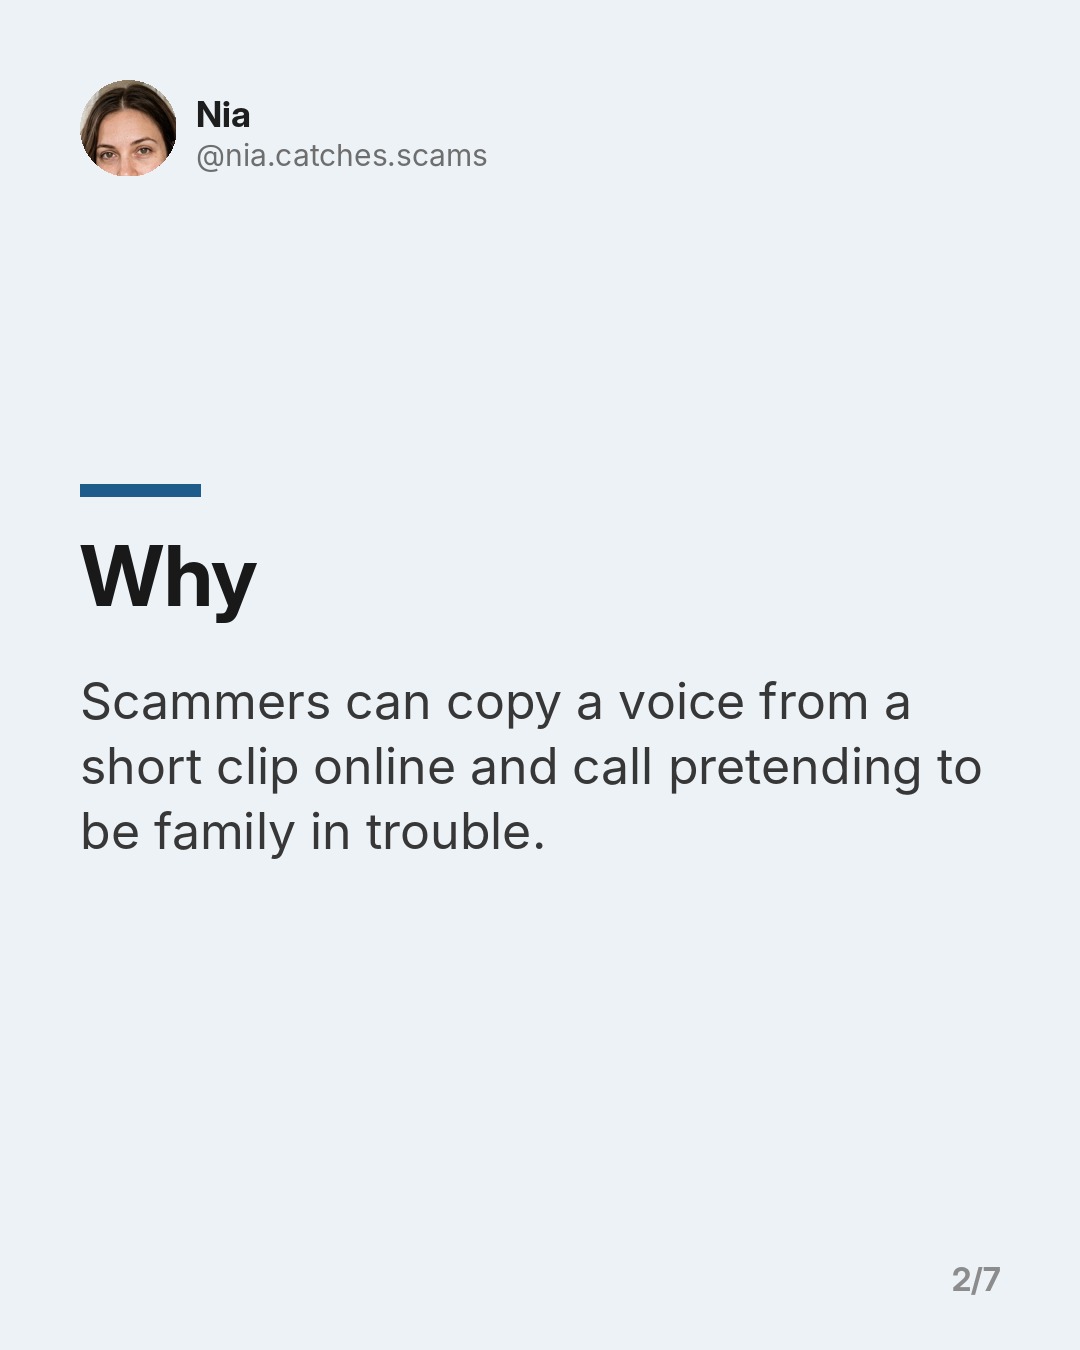 Nia
@nia.catches.scams
Why
Scammers can copy a voice from a
short clip online and call pretending to
be family in trouble.
2/7